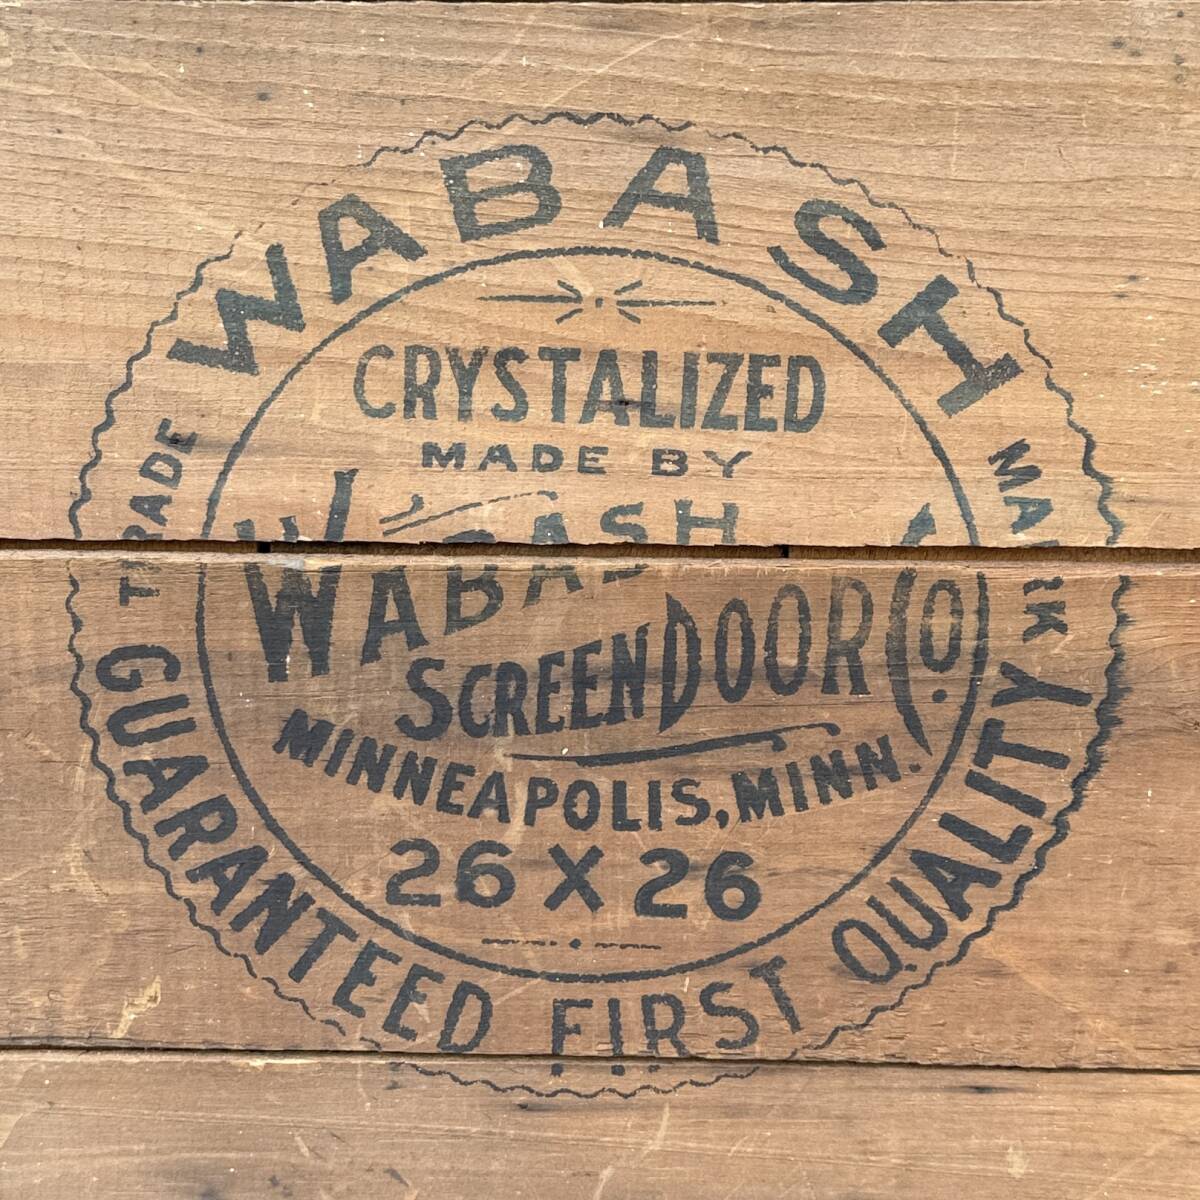 WABASH
TRADE MARK
CRYSTALIZED
MADE BY
WABASH
SCREEN DOOR CO.
MINNEAPOLIS, MINN.
26 X 26
GUARANTEED FIRST QUALITY